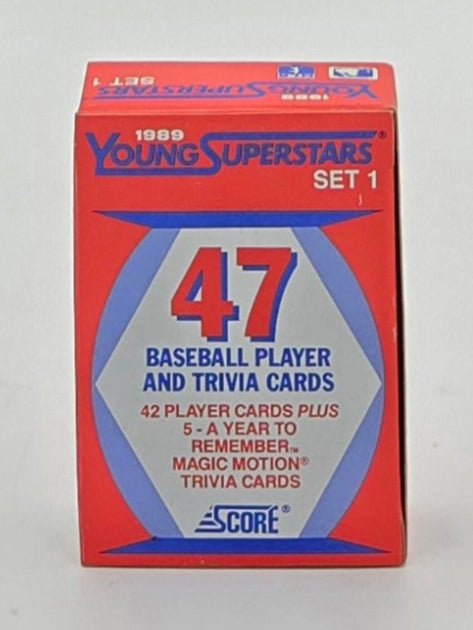 SET 1
YOUNG SUPERSTARS
1989
1989
YOUNG SUPERSTARS®
SET 1
47
BASEBALL PLAYER
AND TRIVIA CARDS
42 PLAYER CARDS PLUS
5 - A YEAR TO
REMEMBER™
MAGIC MOTION®
TRIVIA CARDS
SCORE®